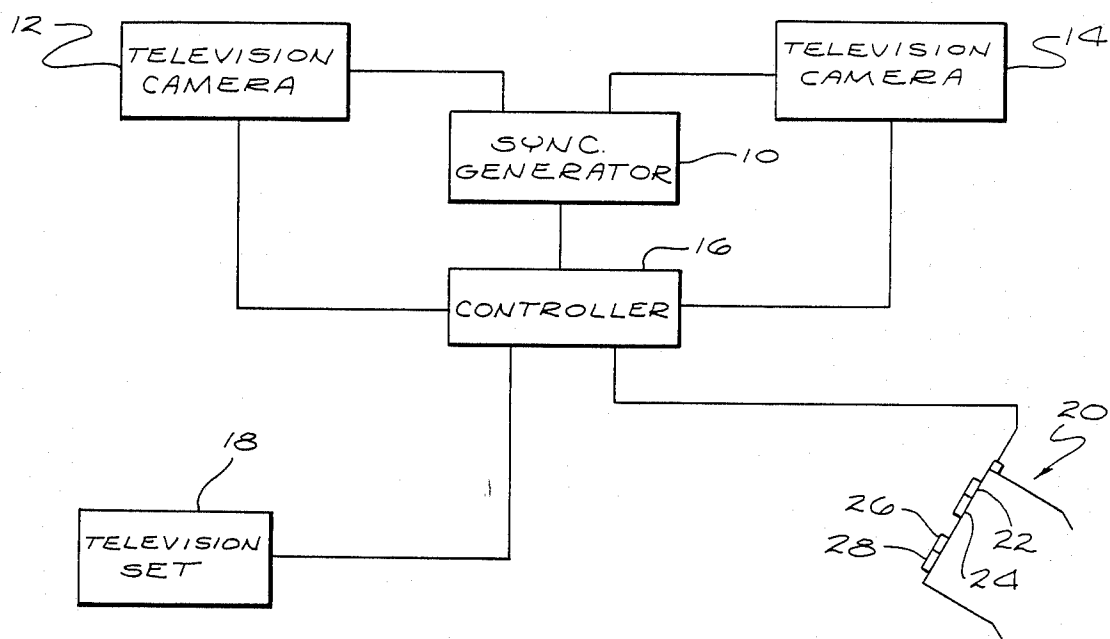 12
TELEVISION
CAMERA
TELEVISION
CAMERA
14
SYNC.
GENERATOR
10
16
CONTROLLER
18
TELEVISION
SET
20
26
28
22
24